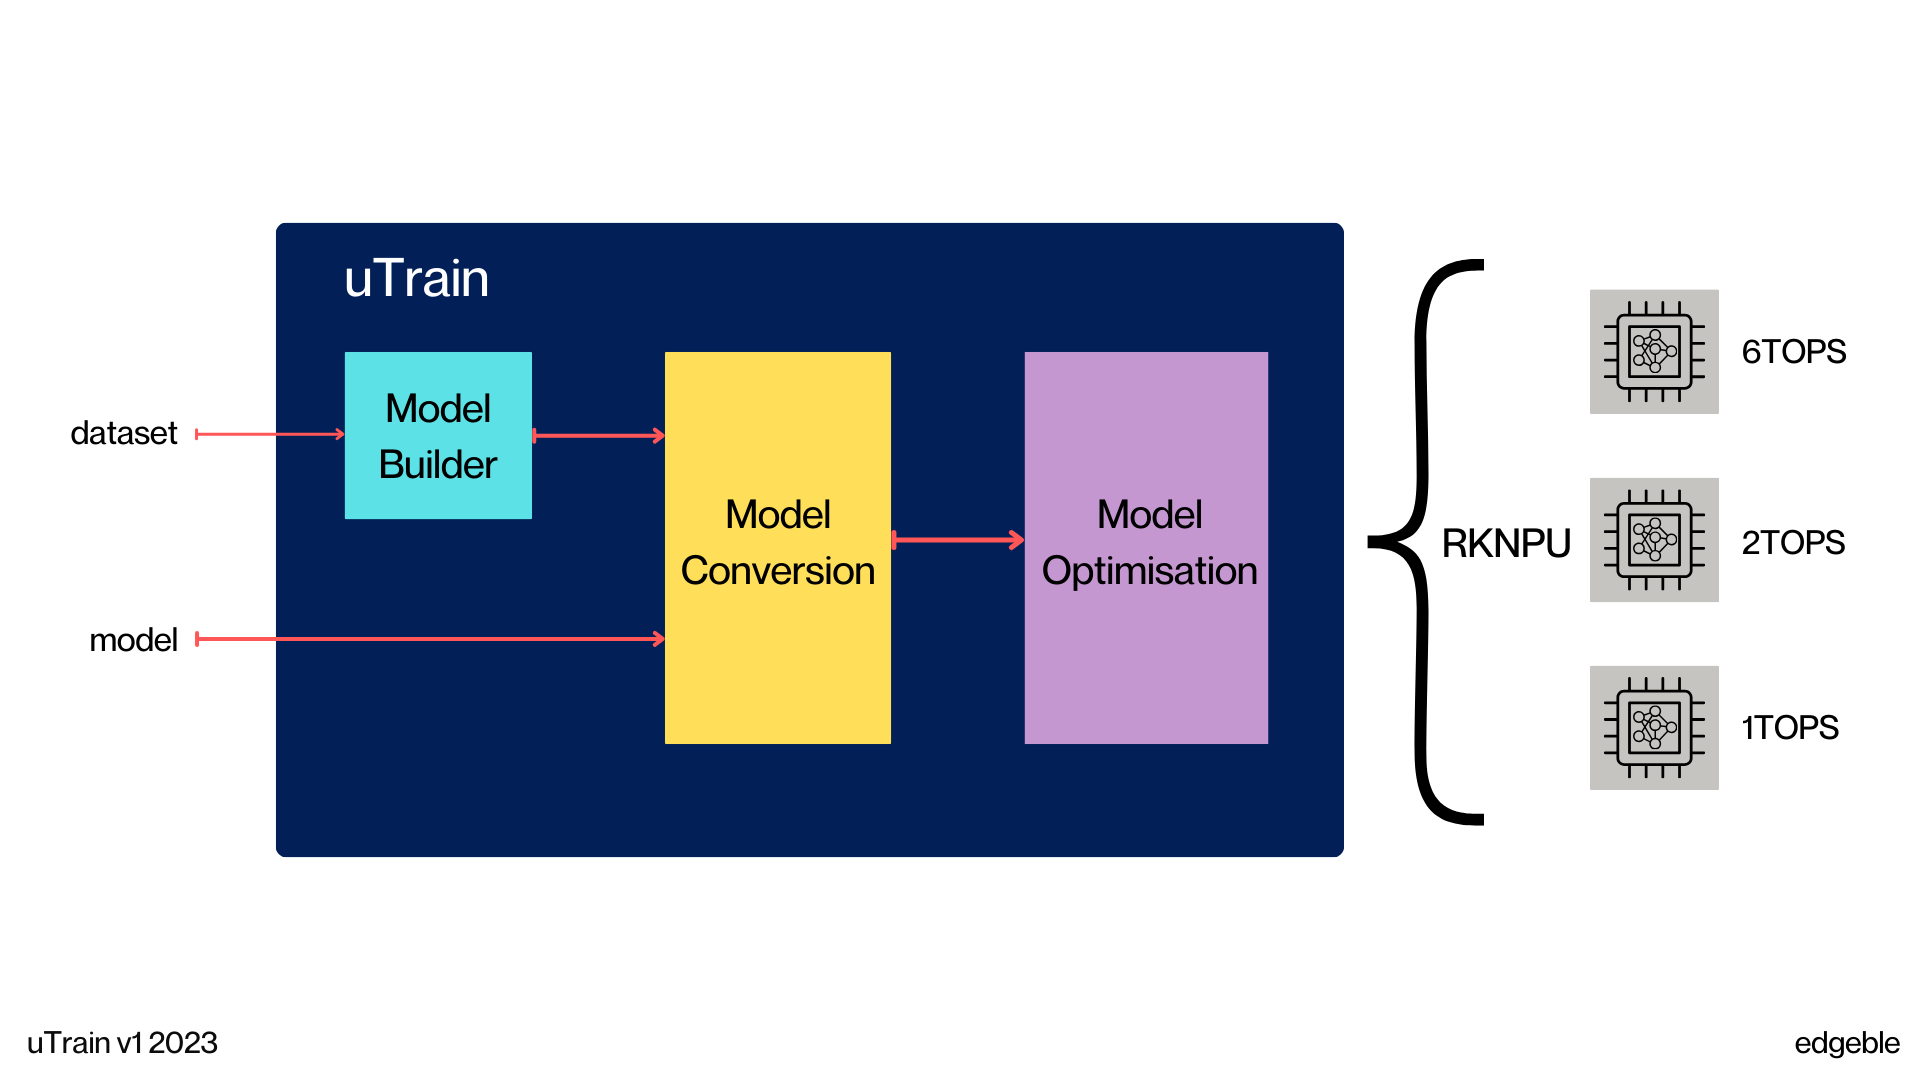 uTrain
dataset
Model
Builder
model
Model
Conversion
Model
Optimisation
RKNPU
6TOPS
2TOPS
1TOPS
uTrain v1 2023
edgeble